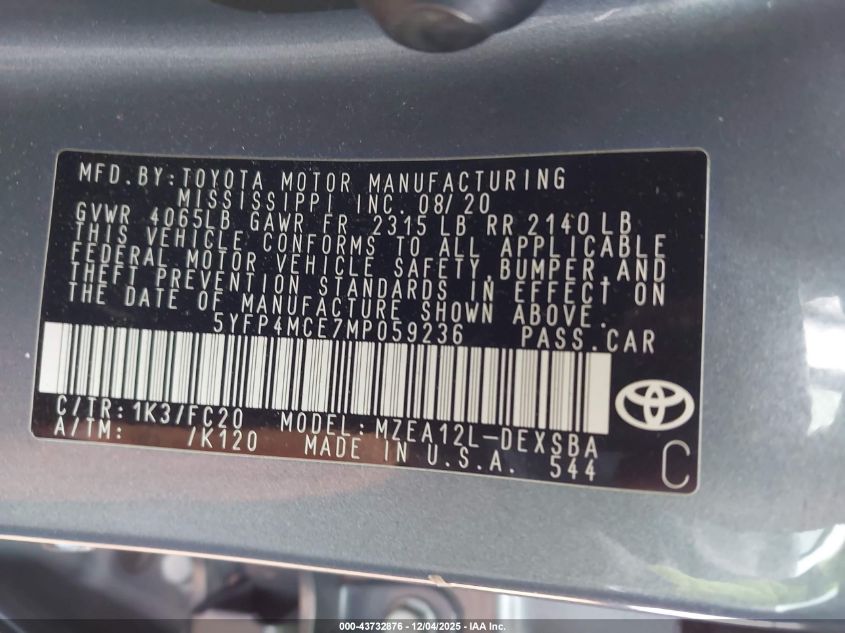 MFD.BY:TOYOTA MOTOR MANUFACTURING
MISSISSIPPI INC. 08/20
GVWR 4065LB GAWR FR 2315 LB RR 2140 LB
THIS VEHICLE CONFORMS TO ALL APPLICABLE
FEDERAL MOTOR VEHICLE SAFETY,BUMPER,AND
THEFT PREVENTION STANDARDS IN EFFECT ON
THE DATE OF MANUFACTURE SHOWN ABOVE.
5YFP4MCE7MP059236 PASS.CAR
C/TR:1K3/FC20 MODEL:MZEA12L-DEXSBA
A/TM: /K120 MADE IN U.S.A. 544
C
000-43732876 - 12/04/2025 - IAA Inc.